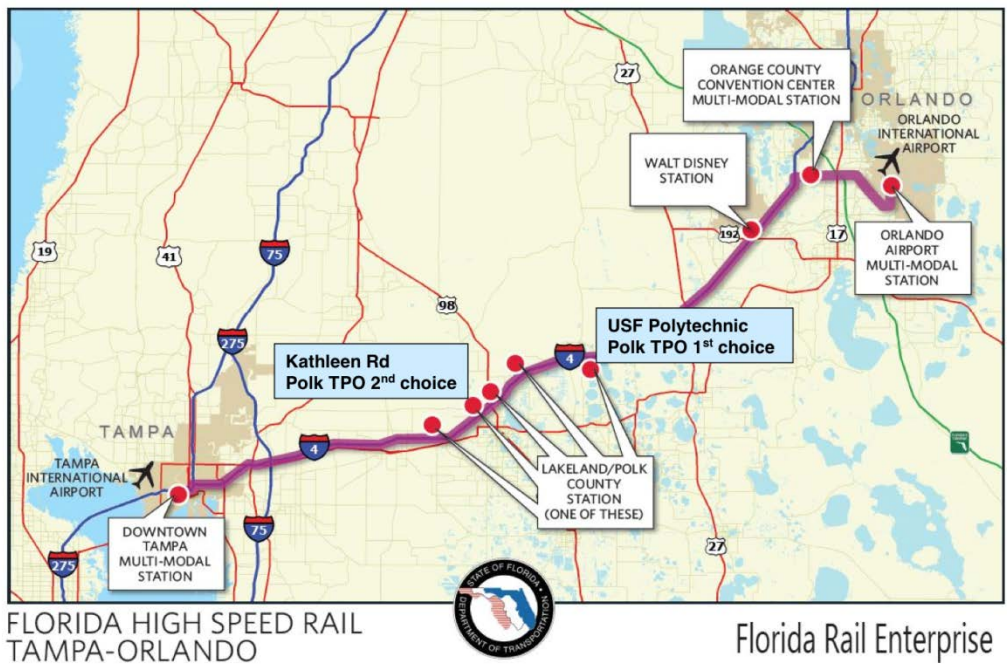 27
ORANGE COUNTY
CONVENTION CENTER
MULTI-MODAL STATION
ORLANDO
ORLANDO
INTERNATIONAL
AIRPORT
WALT DISNEY
STATION
19
41
75
192
17
ORLANDO
AIRPORT
MULTI-MODAL
STATION
98
275
Kathleen Rd
Polk TPO 2nd choice
4
USF Polytechnic
Polk TPO 1st choice
TAMPA
4
TAMPA
INTERNATIONAL
AIRPORT
LAKELAND/POLK
COUNTY
STATION
(ONE OF THESE)
DOWNTOWN
TAMPA
MULTI-MODAL
STATION
75
275
27
STATE OF FLORIDA
DEPARTMENT OF TRANSPORTATION
FLORIDA HIGH SPEED RAIL
TAMPA-ORLANDO
Florida Rail Enterprise